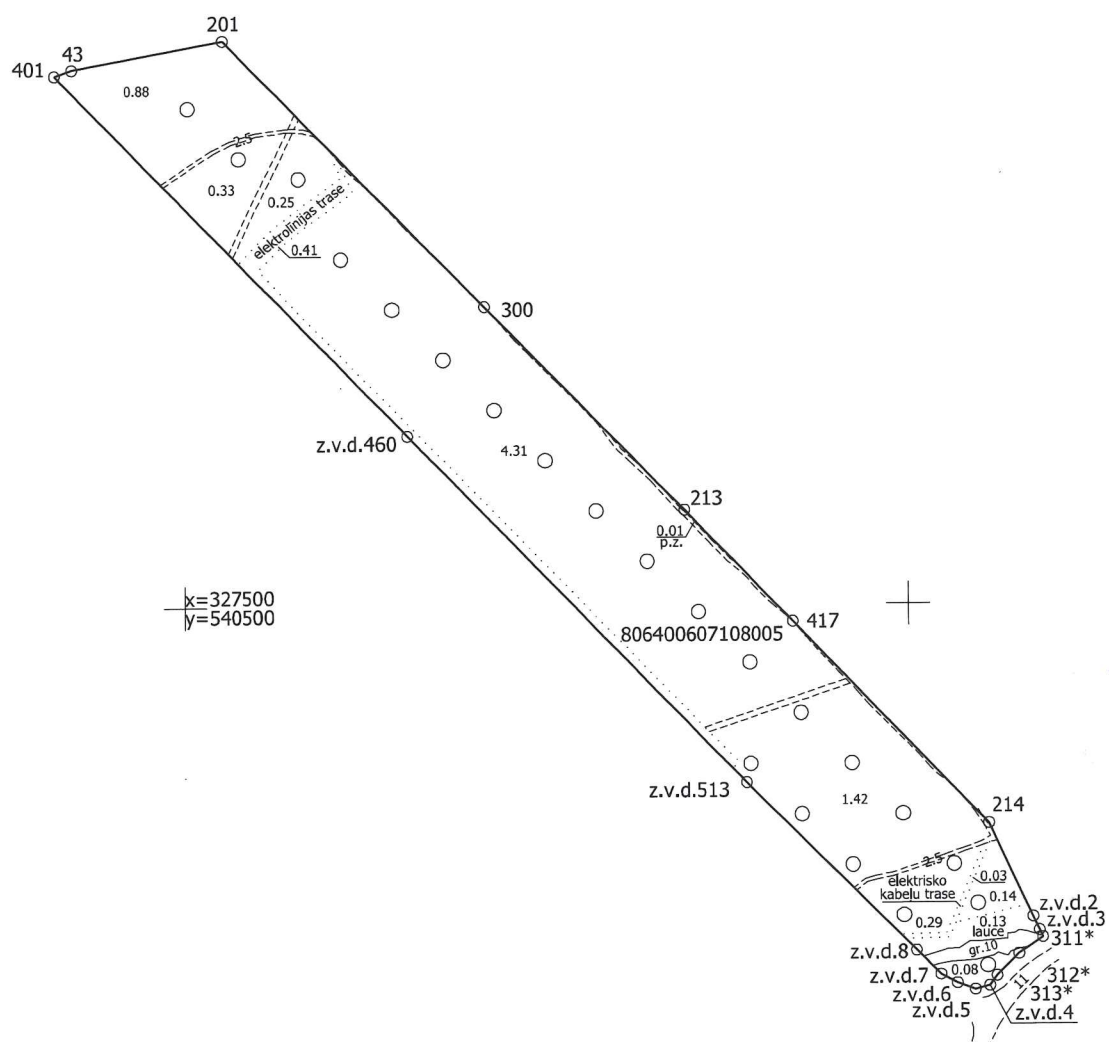 201
43
401
0.88
2.5
0.33
0.25
elektrolīnijas trase
0.41
300
z.v.d.460
4.31
213
0.01
p.z.
x=327500
y=540500
417
806400607108005
z.v.d.513
1.42
214
2.5
elektrisko
kabeļu trase
0.03
0.14
z.v.d.2
0.13
z.v.d.3
0.29
lauce
311*
gr.10
z.v.d.8
0.08
z.v.d.7
11
312*
z.v.d.6
313*
z.v.d.5
z.v.d.4